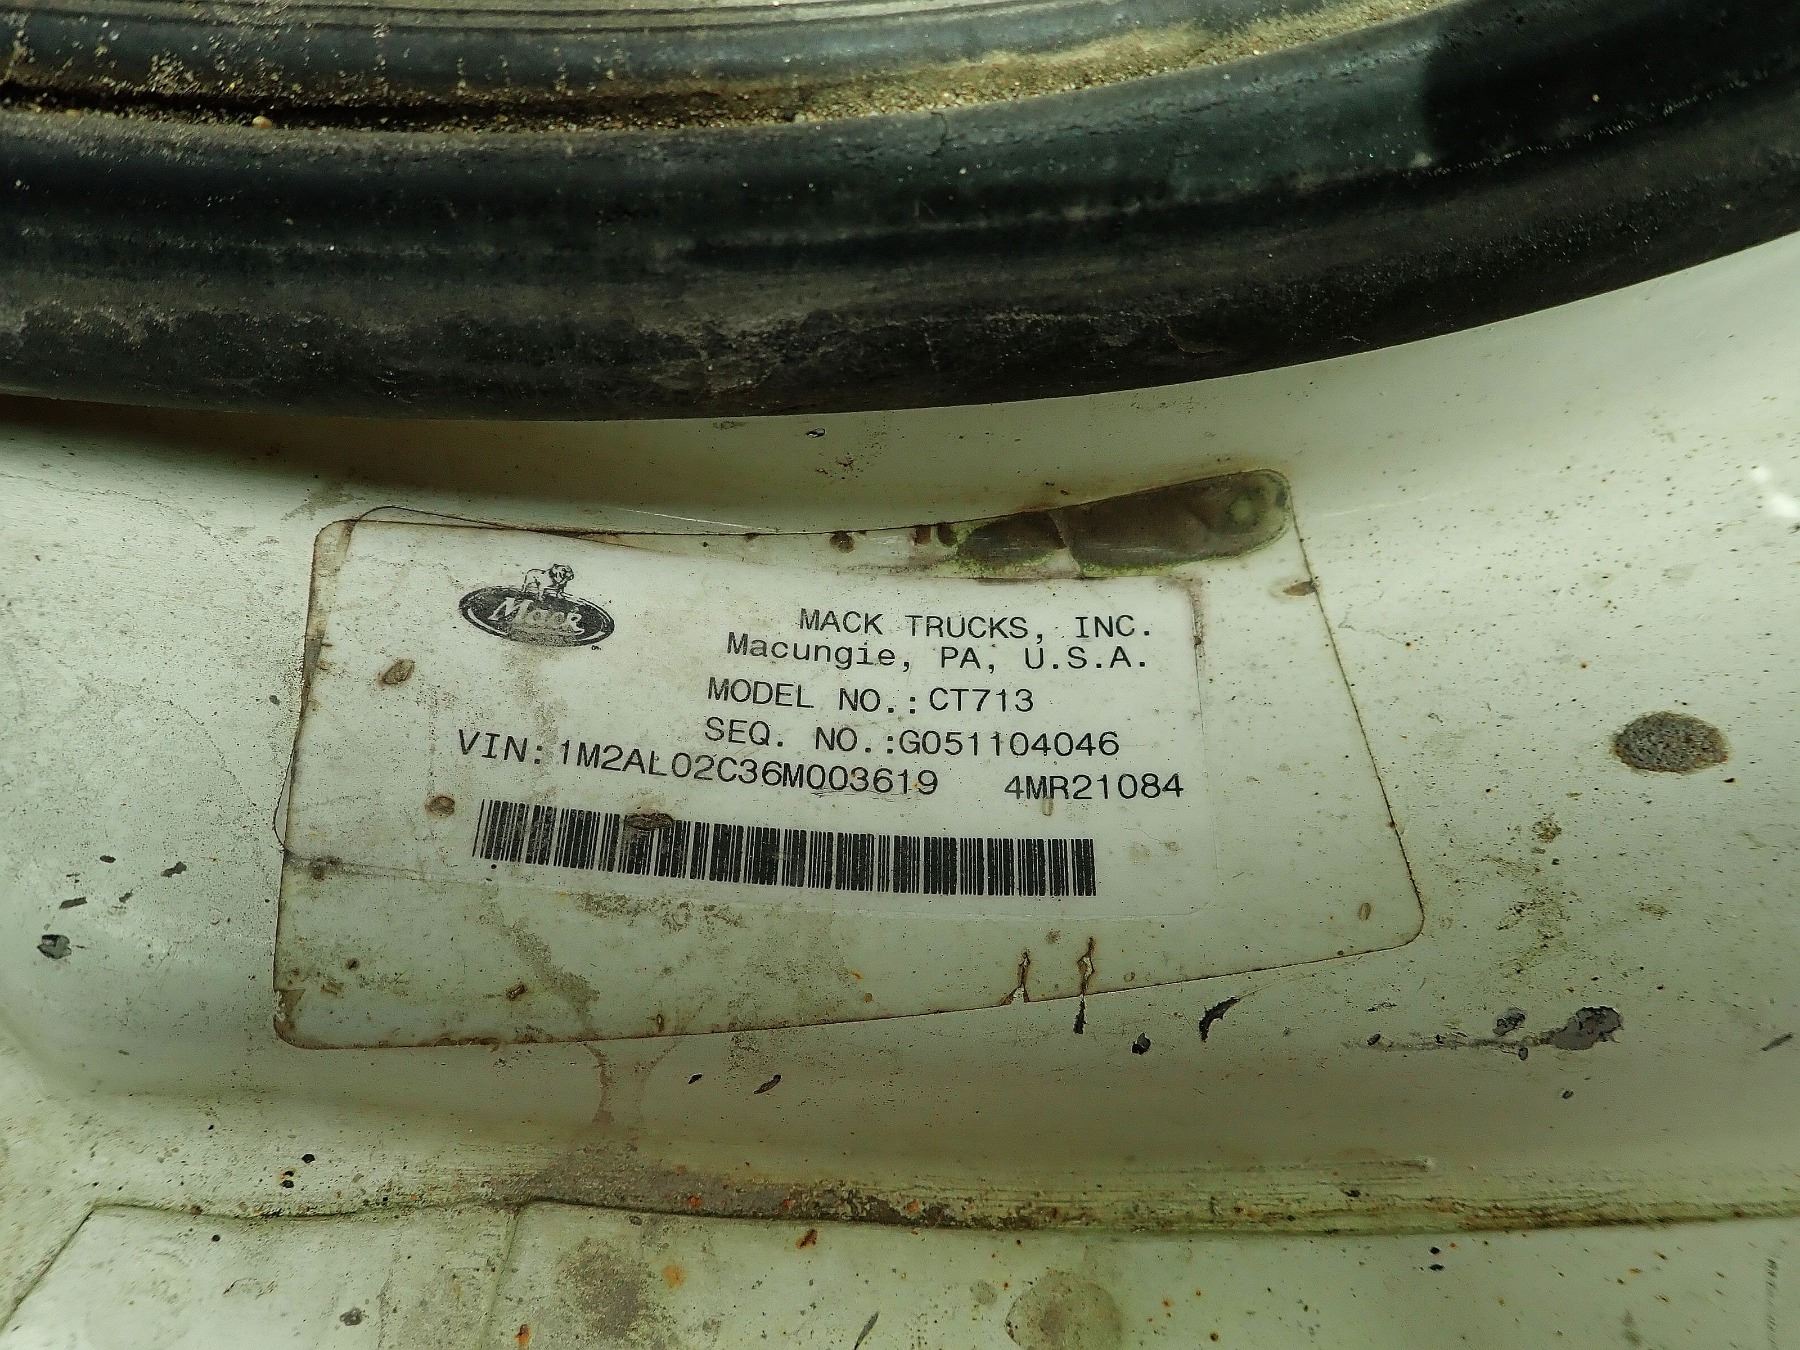 Mack
MACK TRUCKS, INC.
Macungie, PA, U.S.A.
MODEL NO.: CT713
SEQ. NO.:G051104046
VIN: 1M2AL02C36M003619 4MR21084